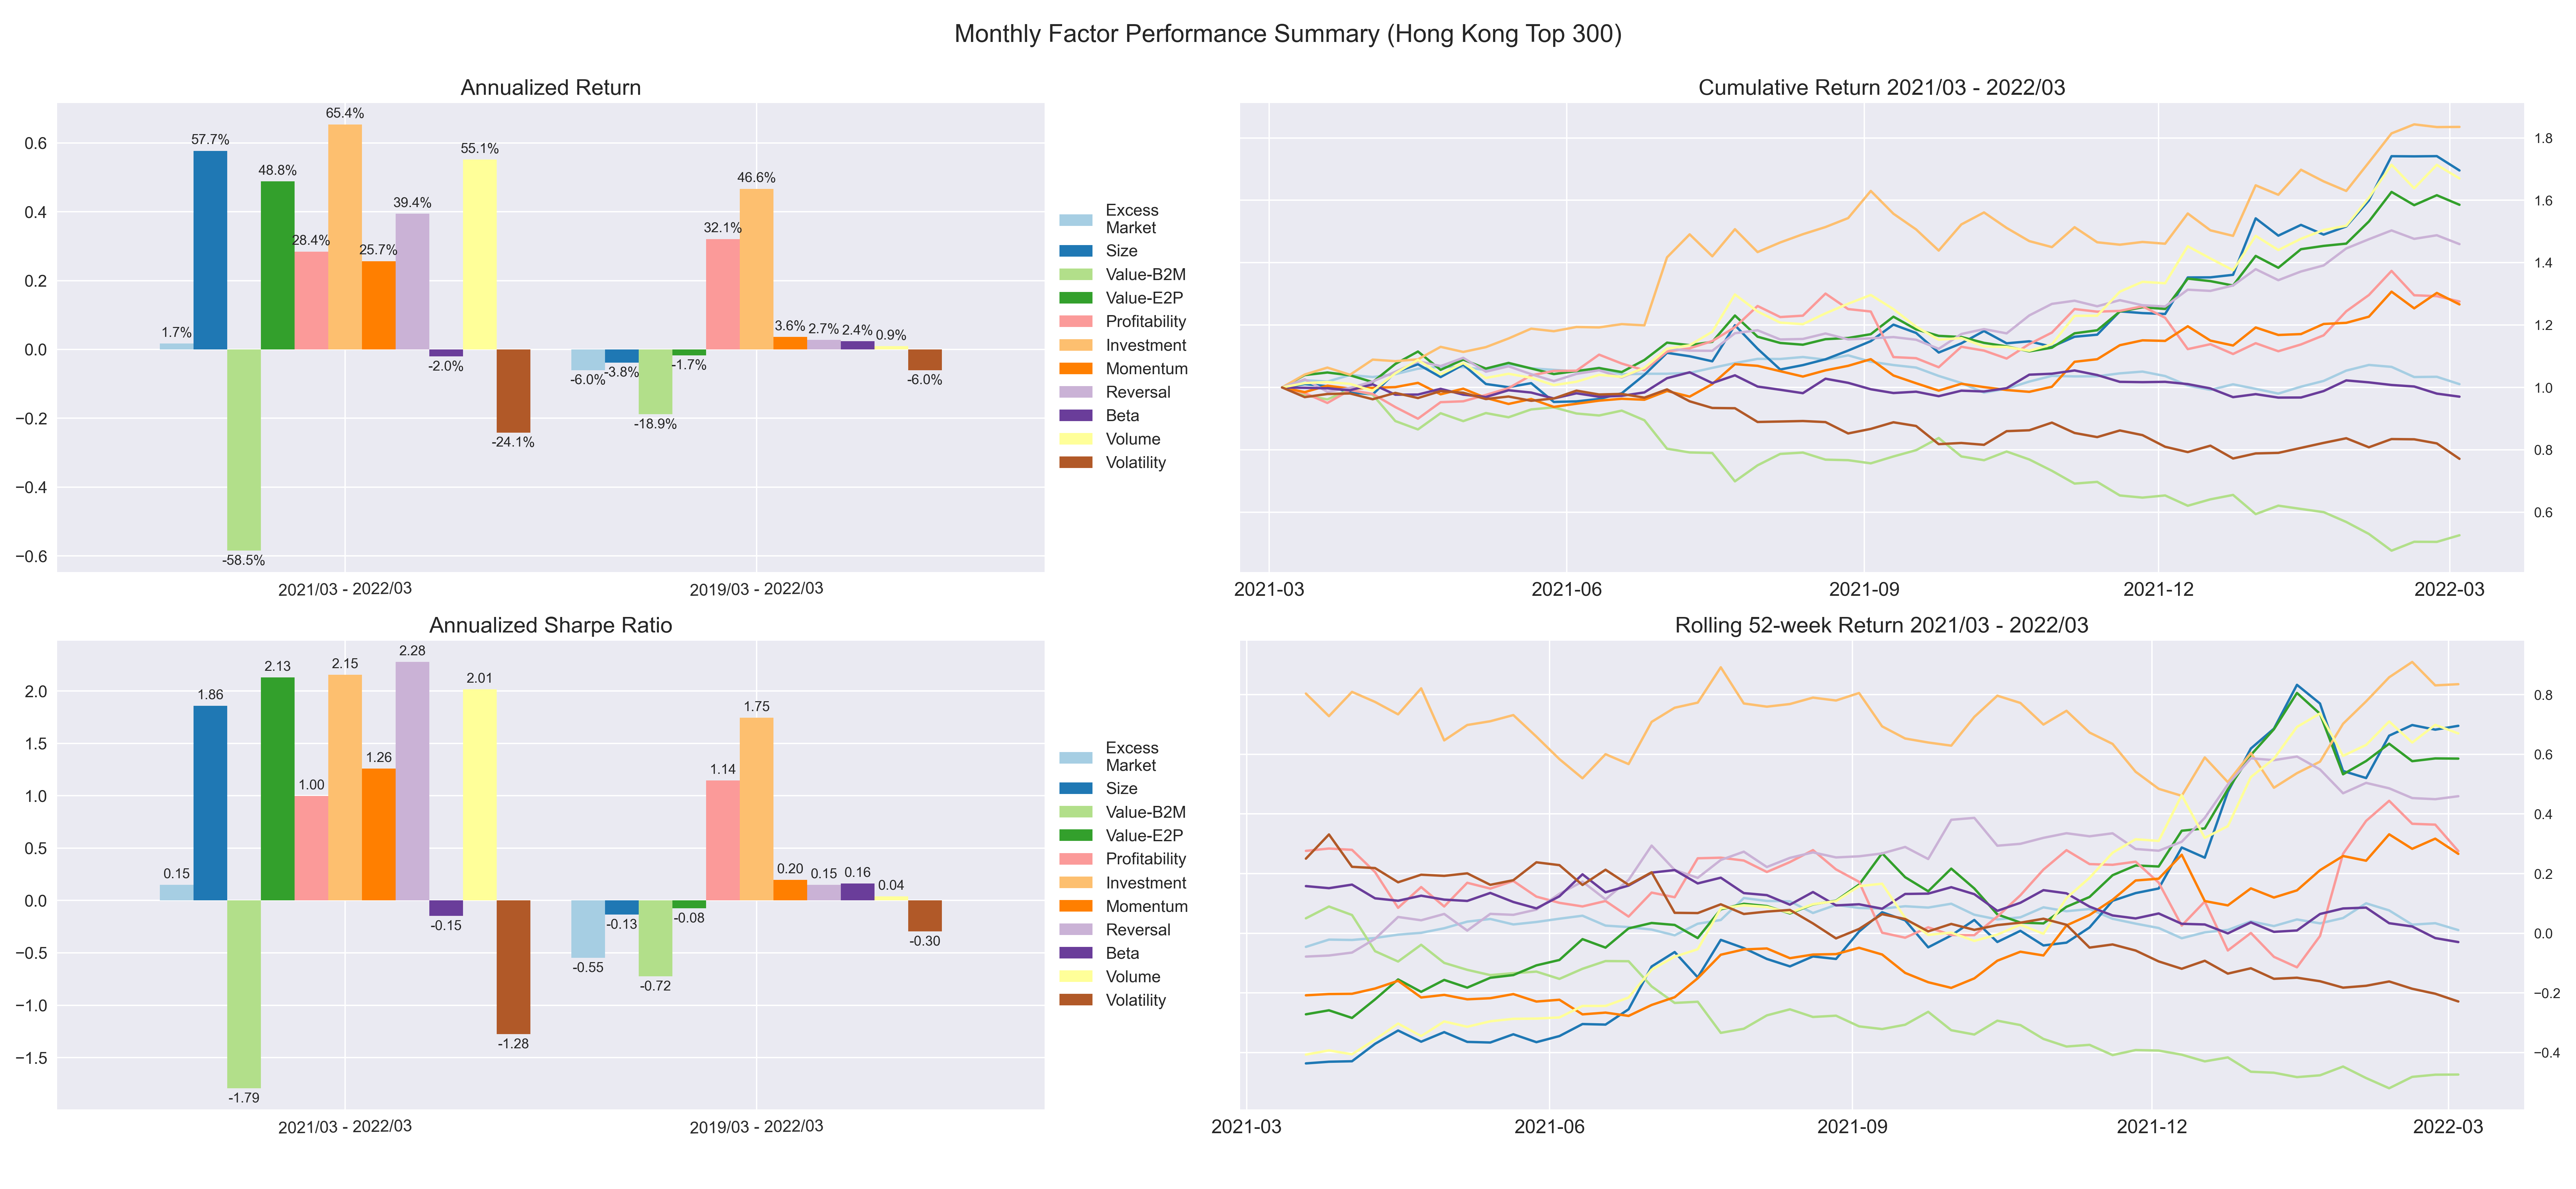 Monthly Factor Performance Summary (Hong Kong Top 300)
Annualized Return
0.6
0.4
0.2
0.0
−0.2
−0.4
−0.6
1.7%
57.7%
-58.5%
48.8%
28.4%
65.4%
25.7%
39.4%
-2.0%
55.1%
-24.1%
-6.0%
-3.8%
-18.9%
-1.7%
32.1%
46.6%
3.6%
2.7%
2.4%
0.9%
-6.0%
2021/03 - 2022/03
2019/03 - 2022/03
Excess
Market
Size
Value-B2M
Value-E2P
Profitability
Investment
Momentum
Reversal
Beta
Volume
Volatility
Cumulative Return 2021/03 - 2022/03
1.8
1.6
1.4
1.2
1.0
0.8
0.6
2021-03
2021-06
2021-09
2021-12
2022-03
Annualized Sharpe Ratio
2.0
1.5
1.0
0.5
0.0
−0.5
−1.0
−1.5
0.15
1.86
-1.79
2.13
1.00
2.15
1.26
2.28
-0.15
2.01
-1.28
-0.55
-0.13
-0.72
-0.08
1.14
1.75
0.20
0.15
0.16
0.04
-0.30
2021/03 - 2022/03
2019/03 - 2022/03
Excess
Market
Size
Value-B2M
Value-E2P
Profitability
Investment
Momentum
Reversal
Beta
Volume
Volatility
Rolling 52-week Return 2021/03 - 2022/03
0.8
0.6
0.4
0.2
0.0
−0.2
−0.4
2021-03
2021-06
2021-09
2021-12
2022-03